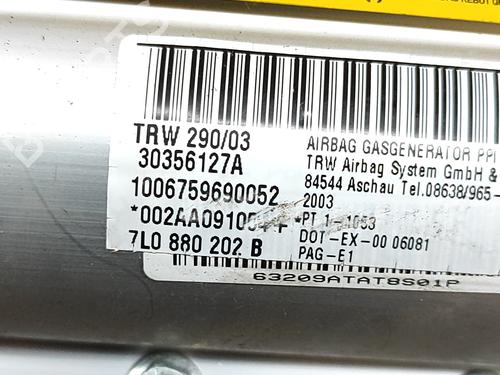 TRW 290/03
30356127A
1006759690052
7L0 880 202 B
AIRBAG GASGENERATOR PPI
TRW Airbag System GmbH &
84544 Aschau Tel.08638/965-
2003
*PT 1-1053
DOT-EX-00 06081
PAG-E1
63209ATAT8S01P